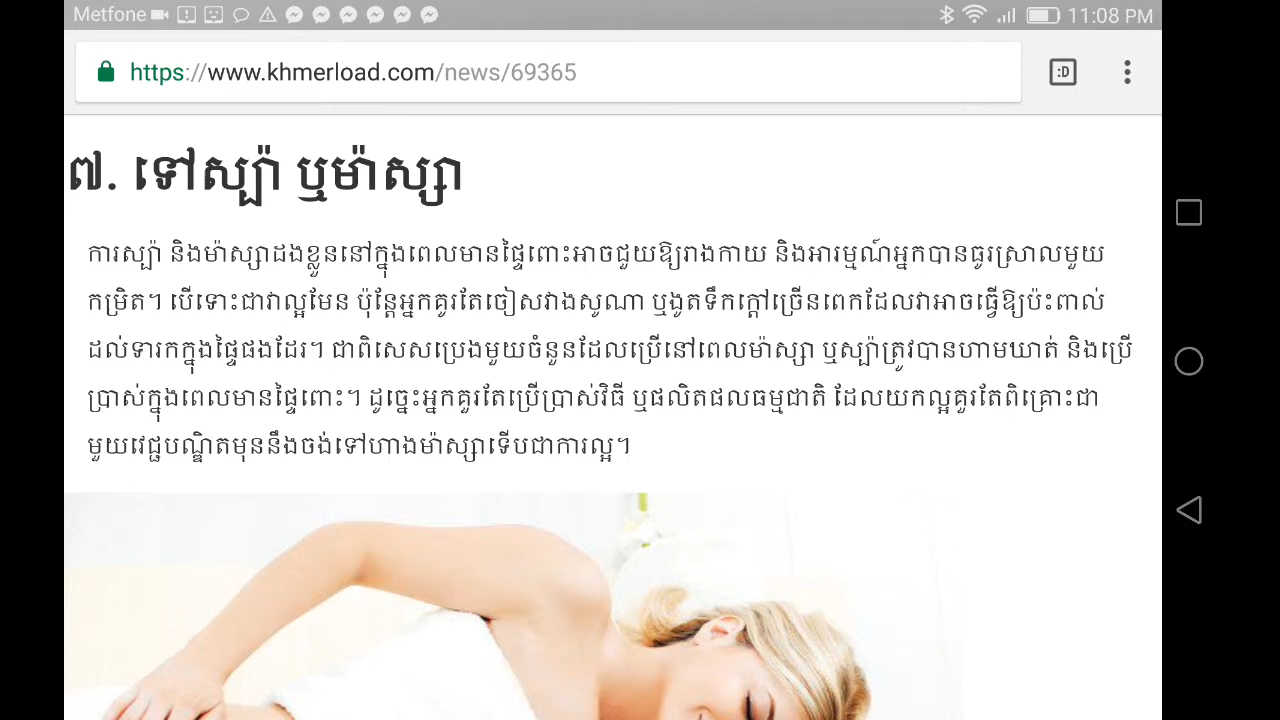 Metfone 11:08 PM
https://www.khmerload.com/news/69365 :D
៧. ទៅស្ប៉ា ឬម៉ាស្សា
ការស្ប៉ា និងម៉ាស្សាដងខ្លួននៅក្នុងពេលមានផ្ទៃពោះអាចជួយឱ្យរាងកាយ និងអារម្មណ៍អ្នកបានធូរស្រាលមួយ
កម្រិត។ បើទោះជាវាល្អមែន ប៉ុន្តែអ្នកគួរតែចៀសវាងសូណា ឬងូតទឹកក្តៅច្រើនពេកដែលវាអាចធ្វើឱ្យប៉ះពាល់
ដល់ទារកក្នុងផ្ទៃផងដែរ។ ជាពិសេសប្រេងមួយចំនួនដែលប្រើនៅពេលម៉ាស្សា ឬស្ប៉ាត្រូវបានហាមឃាត់ និងប្រើ
ប្រាស់ក្នុងពេលមានផ្ទៃពោះ។ ដូច្នេះអ្នកគួរតែប្រើប្រាស់វិធី ឬផលិតផលធម្មជាតិ ដែលយកល្អគួរតែពិគ្រោះជា
មួយវេជ្ជបណ្ឌិតមុននឹងចង់ទៅហាងម៉ាស្សាទើបជាការល្អ។